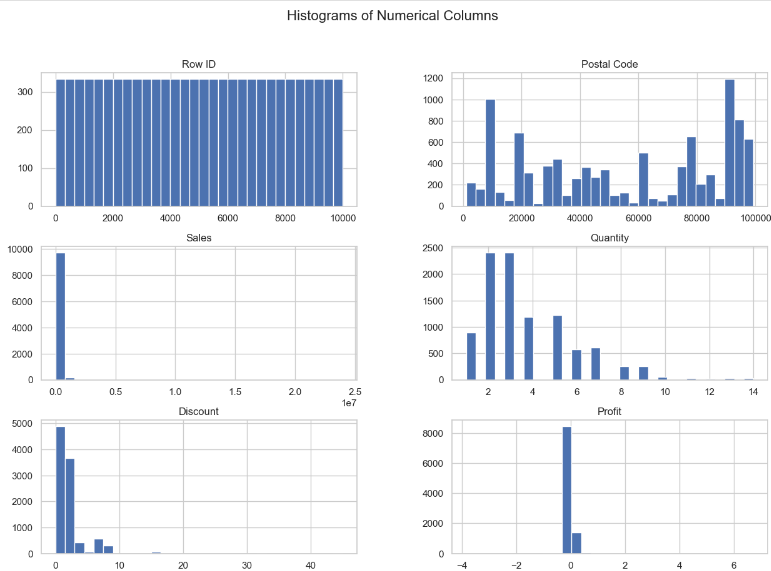 Histograms of Numerical Columns
Row ID
300
200
100
0
0 2000 4000 6000 8000 10000
Postal Code
1200
1000
800
600
400
200
0
0 20000 40000 60000 80000 100000
Sales
10000
8000
6000
4000
2000
0
0.0 0.5 1.0 1.5 2.0 2.5
1e7
Quantity
2500
2000
1500
1000
500
0
2 4 6 8 10 12 14
Discount
5000
4000
3000
2000
1000
0
0 10 20 30 40
Profit
8000
6000
4000
2000
0
−4 −2 0 2 4 6